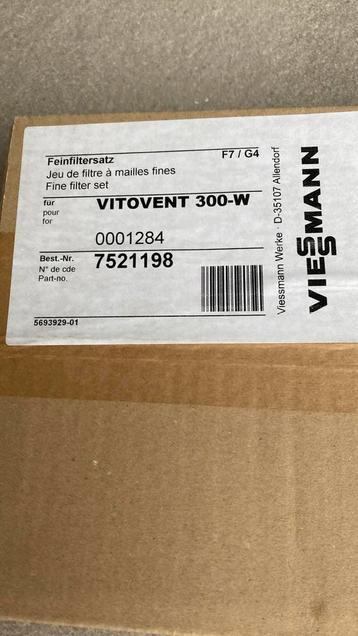 Feinfiltersatz
F7 / G4
Jeu de filtre à mailles fines
Fine filter set
für
pour
for
VITOVENT 300-W
0001284
Best.-Nr.
N° de cde
Part-no.
7521198
5693929-01
Viessmann Werke · D-35107 Allendorf
VIESSMANN